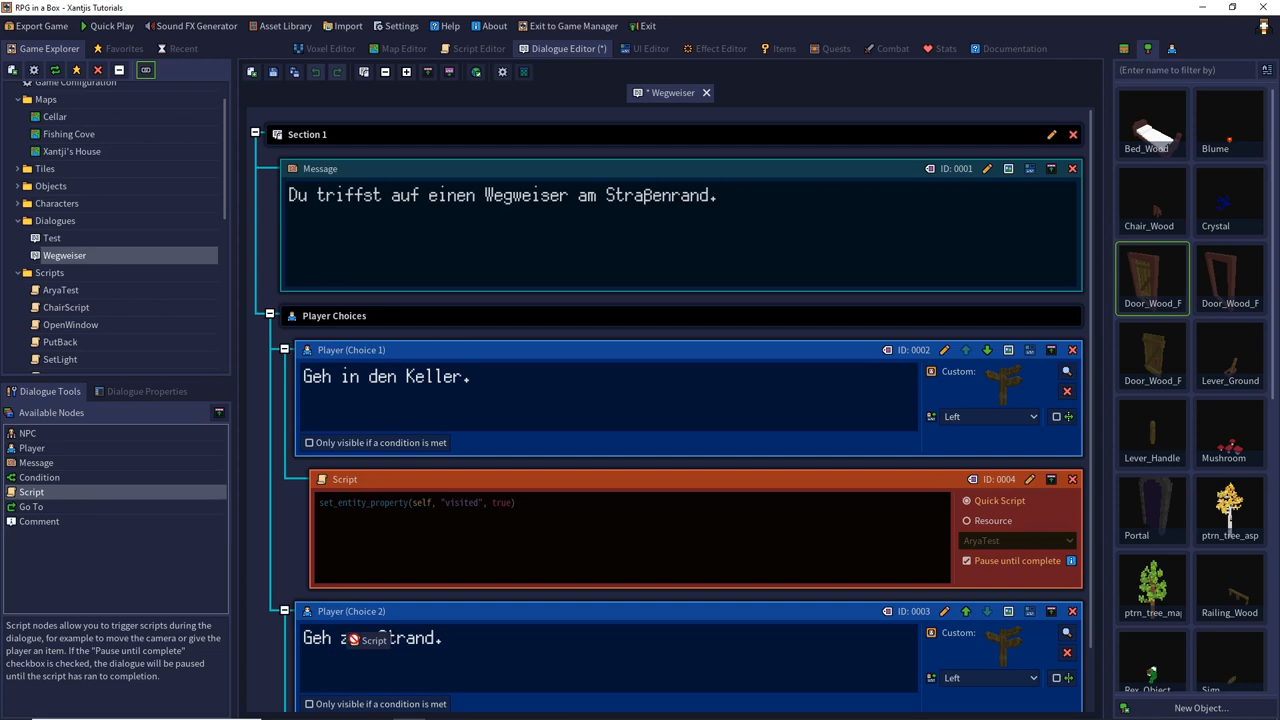 RPG in a Box - Xantjis Tutorials
Export Game Quick Play Sound FX Generator Asset Library Import Settings Help About Exit to Game Manager Exit
Game Explorer Favorites Recent Voxel Editor Map Editor Script Editor Dialogue Editor (*) UI Editor Effect Editor Items Quests Combat Stats Documentation
* Wegweiser
(Enter name to filter by)
Game Configuration
Maps
Cellar
Fishing Cove
Xantji's House
Tiles
Objects
Characters
Dialogues
Test
Wegweiser
Scripts
AryaTest
ChairScript
OpenWindow
PutBack
SetLight
Dialogue Tools Dialogue Properties
Available Nodes
NPC
Player
Message
Condition
Script
Go To
Comment
Script nodes allow you to trigger scripts during the
dialogue, for example to move the camera or give the
player an item. If the "Pause until complete"
checkbox is checked, the dialogue will be paused
until the script has ran to completion.
Section 1
Message ID: 0001
Du triffst auf einen Wegweiser am Straßenrand.
Player Choices
Player (Choice 1) ID: 0002
Geh in den Keller.
Custom:
Left
Only visible if a condition is met
Script ID: 0004
set_entity_property(self, "visited", true)
Quick Script
Resource
AryaTest
Pause until complete
Player (Choice 2) ID: 0003
Geh Strand.
Script
Custom:
Left
Only visible if a condition is met
Bed_Wood Blume
Chair_Wood Crystal
Door_Wood_F Door_Wood_F
Door_Wood_F Lever_Ground
Lever_Handle Mushroom
Portal ptrn_tree_asp
ptrn_tree_ma Railing_Wood
Rex_Object Sign
New Object...